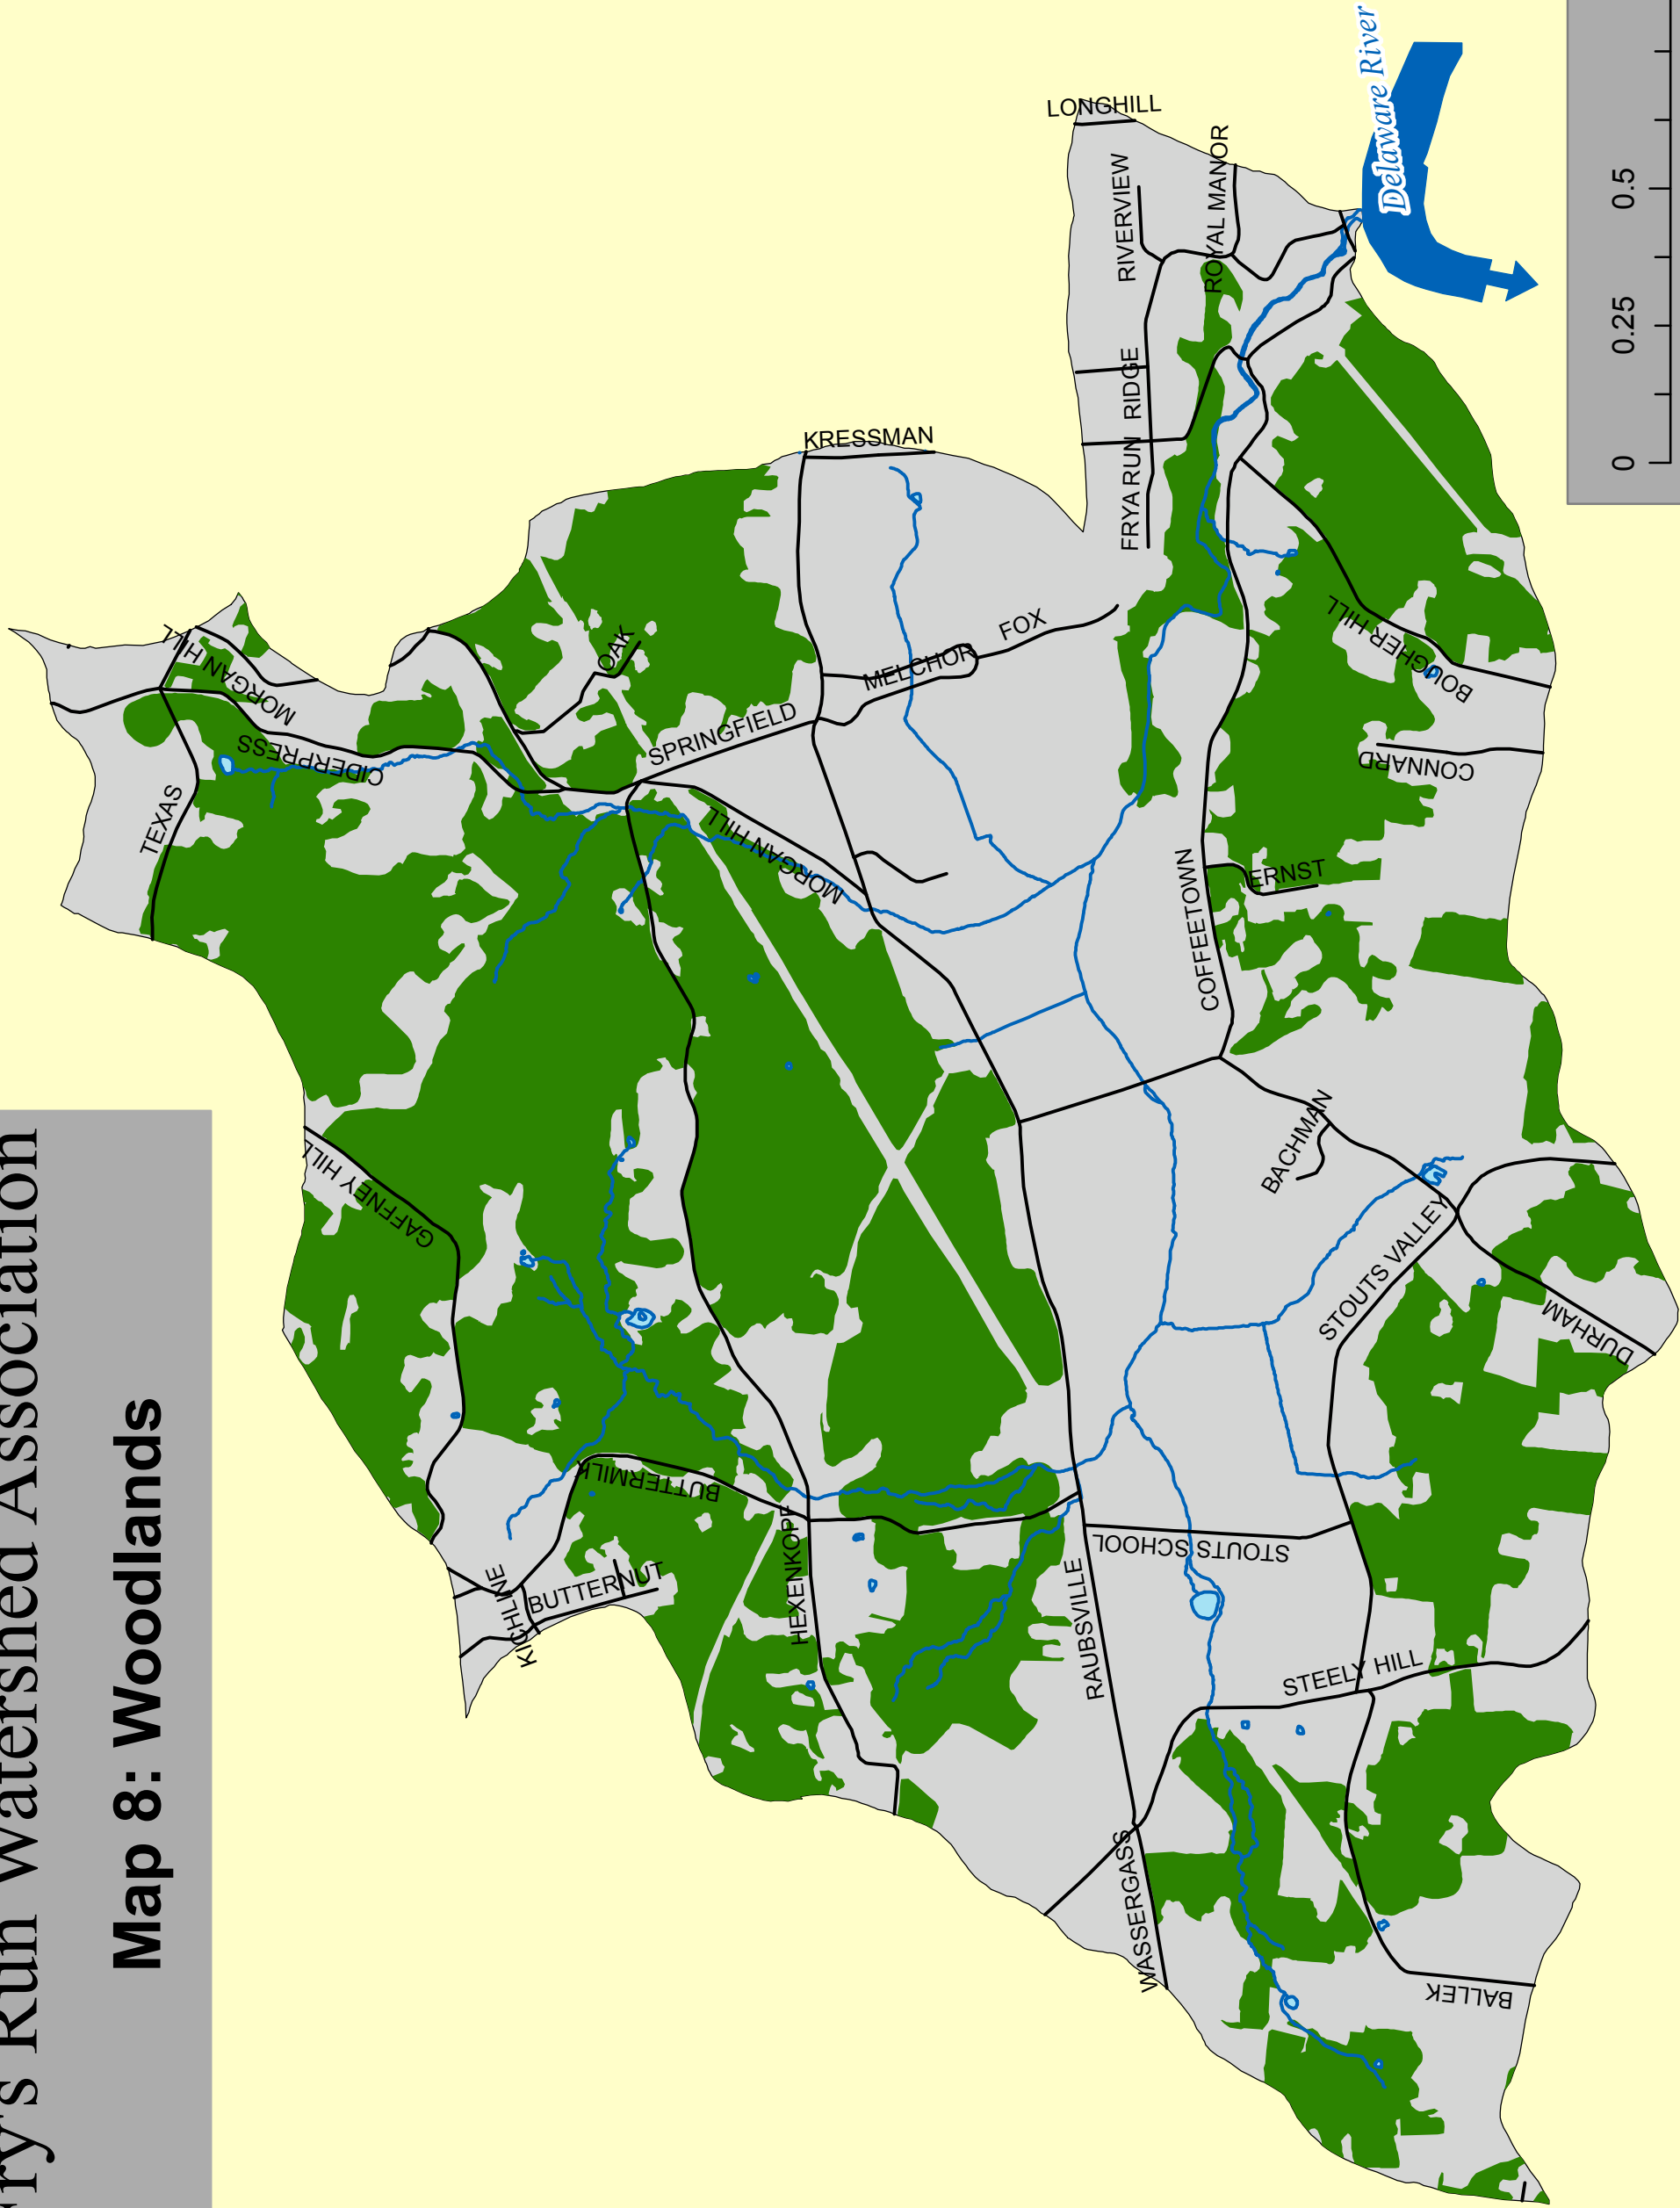 ry's Run Watershed Association
Map 8: Woodlands
TEXAS
MORGAN HILL
CIDERPRESS
OAK
SPRINGFIELD
MORGAN HILL
KRESSMAN
MELCHOR
FOX
LONGHILL
RIVERVIEW
ROYAL MANOR
FRYA RUN RIDGE
Delaware River
BOUGHER HILL
CONNARD
ERNST
COFFEETOWN
GAFFNEY HILL
BACHMAN
STOUTS VALLEY
DURHAM
BUTTERMILK
HEXENKOPF
KICHLINE
BUTTERNUT
STOUTS SCHOOL
RAUBSVILLE
STEELY HILL
WASSERGASS
BALLEK
0 0.25 0.5